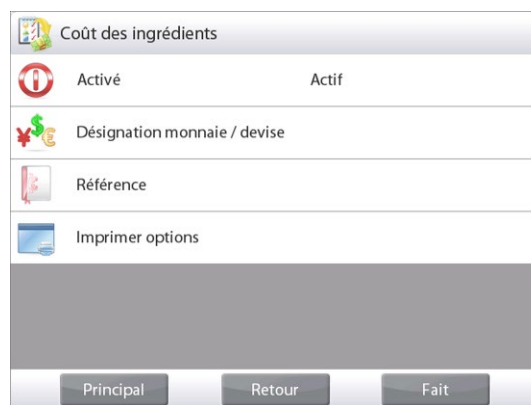 Coût des ingrédients
Activé Actif
Désignation monnaie / devise
Référence
Imprimer options
Principal Retour Fait